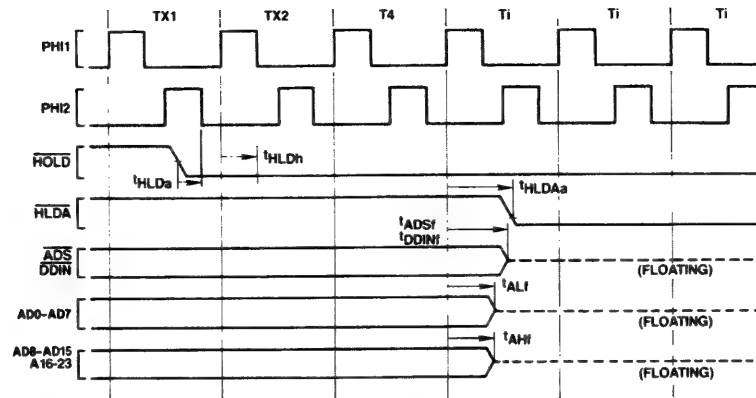 TX1 TX2 T4 Ti Ti Ti
PHI1
PHI2
HOLD
tHLDh
tHLDa
HLDA
tHLDAa
tADSf
tDDINf
ADS
DDIN
(FLOATING)
tALf
AD0-AD7
(FLOATING)
tAHf
AD8-AD15
A16-23
(FLOATING)